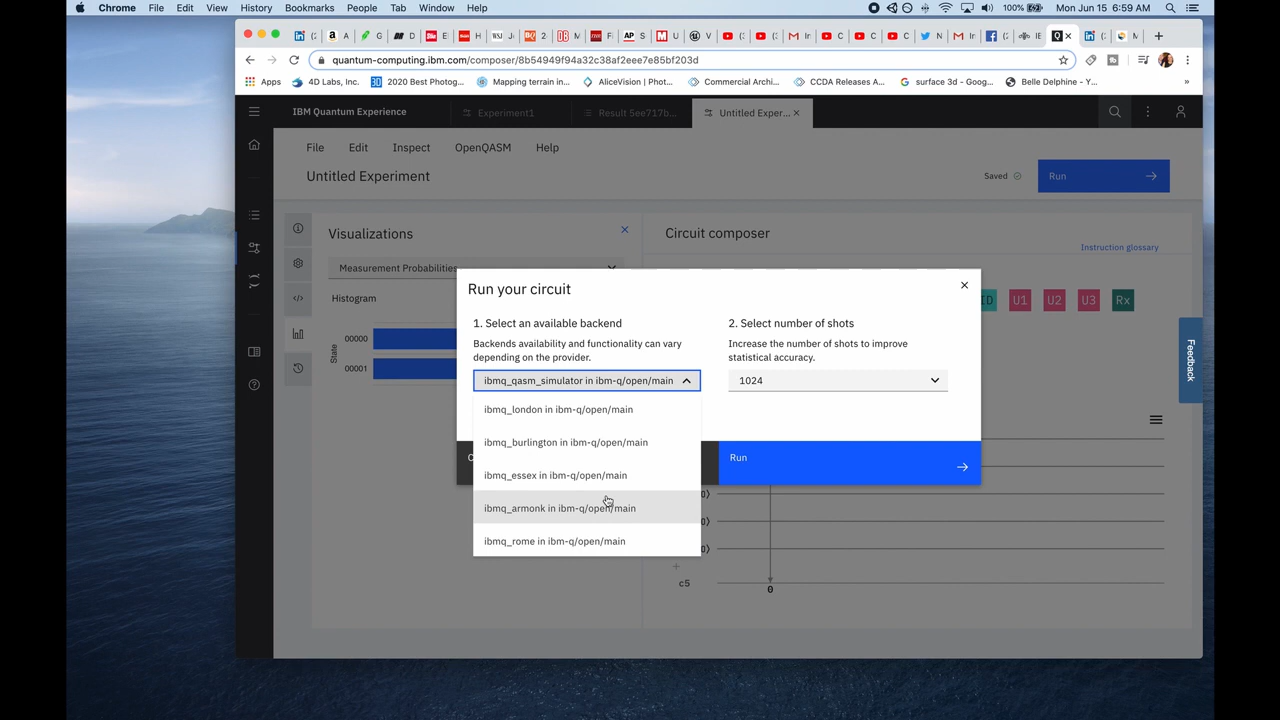 Chrome File Edit View History Bookmarks People Tab Window Help 100% Mon Jun 15 6:59 AM
quantum-computing.ibm.com/composer/8b54949f94a32c38af2eee7e85bf203d
Apps 4D Labs, Inc. 2020 Best Photog... Mapping terrain in... AliceVision | Phot... Commercial Archi... CCDA Releases A... surface 3d - Goog... Belle Delphine - Y... »
IBM Quantum Experience Experiment1 Result 5ee717b... Untitled Exper...
File Edit Inspect OpenQASM Help
Untitled Experiment Saved Run
Visualizations Circuit composer
Instruction glossary
Measurement Probabilities
Histogram
ID U1 U2 U3 Rx
State
00000
00001
Run your circuit
1. Select an available backend
Backends availability and functionality can vary
depending on the provider.
ibmq_qasm_simulator in ibm-q/open/main
ibmq_london in ibm-q/open/main
ibmq_burlington in ibm-q/open/main
ibmq_essex in ibm-q/open/main
ibmq_armonk in ibm-q/open/main
ibmq_rome in ibm-q/open/main
2. Select number of shots
Increase the number of shots to improve
statistical accuracy.
1024
Run
Feedback
c5
0